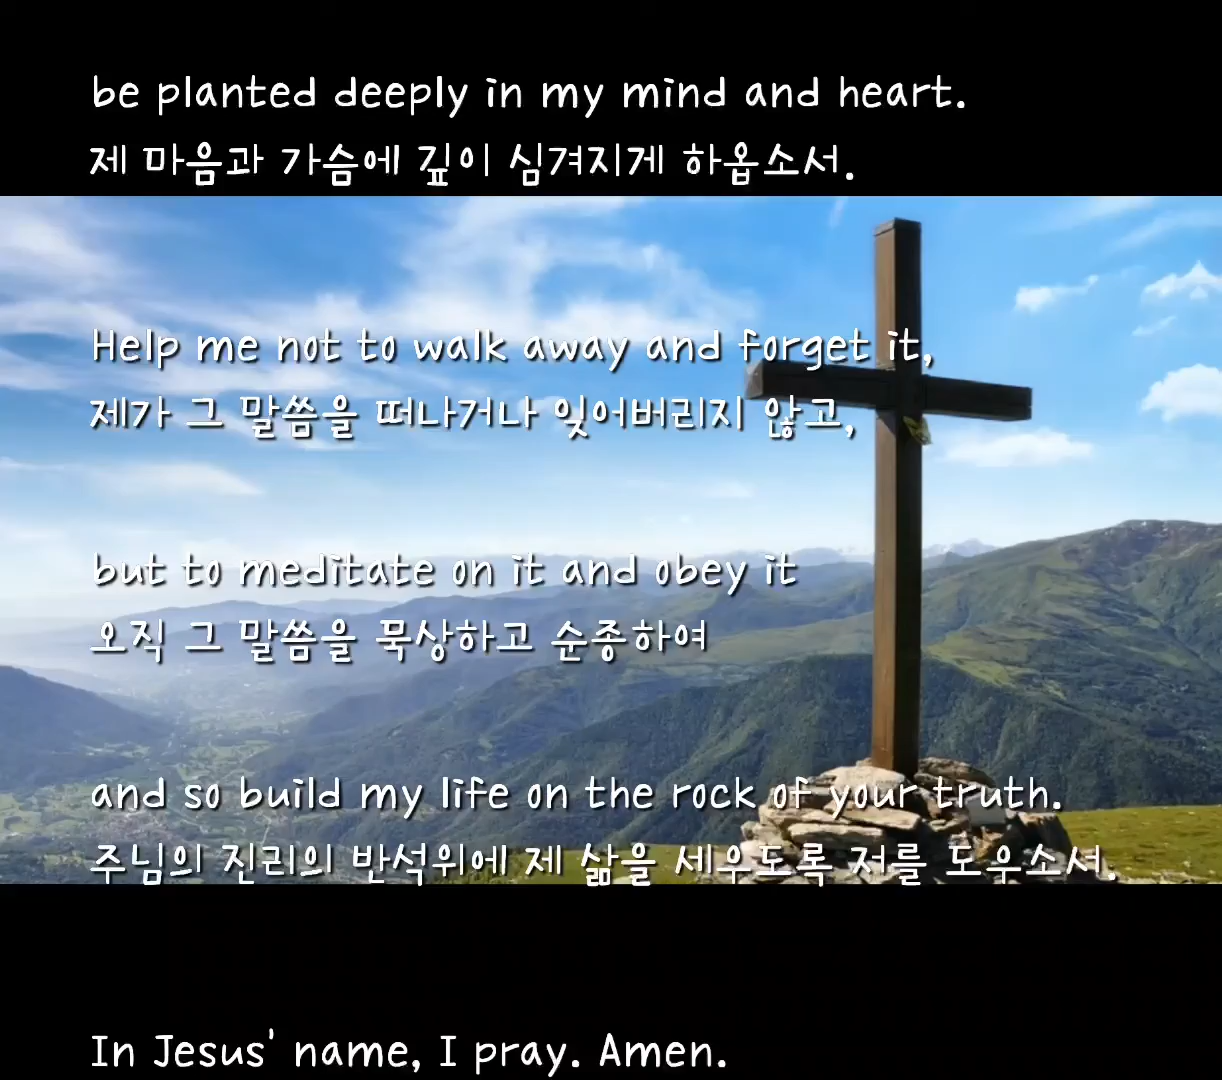 be planted deeply in my mind and heart.
제 마음과 가슴에 깊이 심겨지게 하옵소서.
Help me not to walk away and forget it,
제가 그 말씀을 떠나거나 잊어버리지 않고,
but to meditate on it and obey it
오직 그 말씀을 묵상하고 순종하여
and so build my life on the rock of your truth.
주님의 진리의 반석위에 제 삶을 세우도록 저를 도우소셔.
In Jesus' name, I pray. Amen.